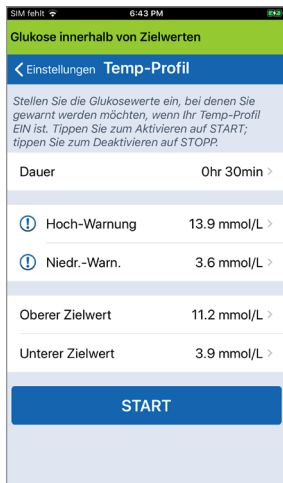 SIM fehlt 6:43 PM
Glukose innerhalb von Zielwerten
Einstellungen Temp-Profil
Stellen Sie die Glukosewerte ein, bei denen Sie
gewarnt werden möchten, wenn Ihr Temp-Profil
EIN ist. Tippen Sie zum Aktivieren auf START;
tippen Sie zum Deaktivieren auf STOPP.
Dauer 0hr 30min
Hoch-Warnung 13.9 mmol/L
Niedr.-Warn. 3.6 mmol/L
Oberer Zielwert 11.2 mmol/L
Unterer Zielwert 3.9 mmol/L
START